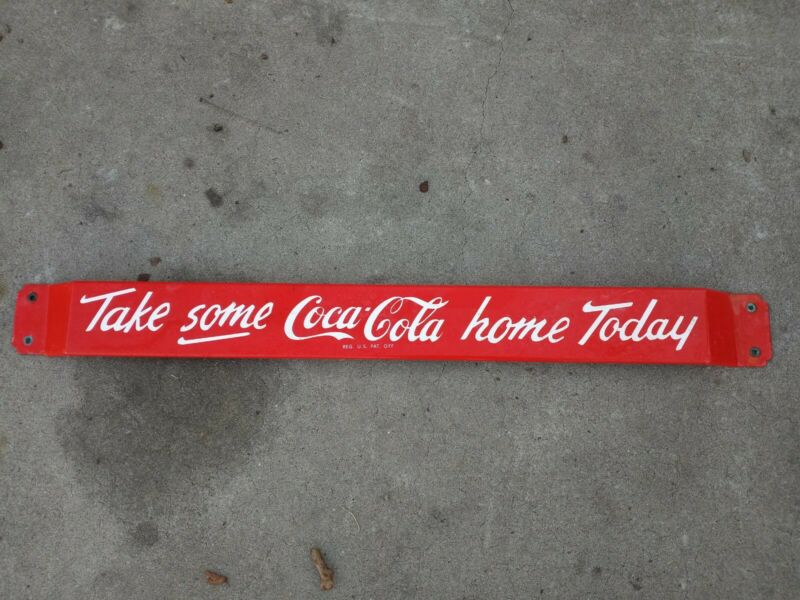 Take some Coca-Cola home Today
REG. U.S. PAT. OFF.